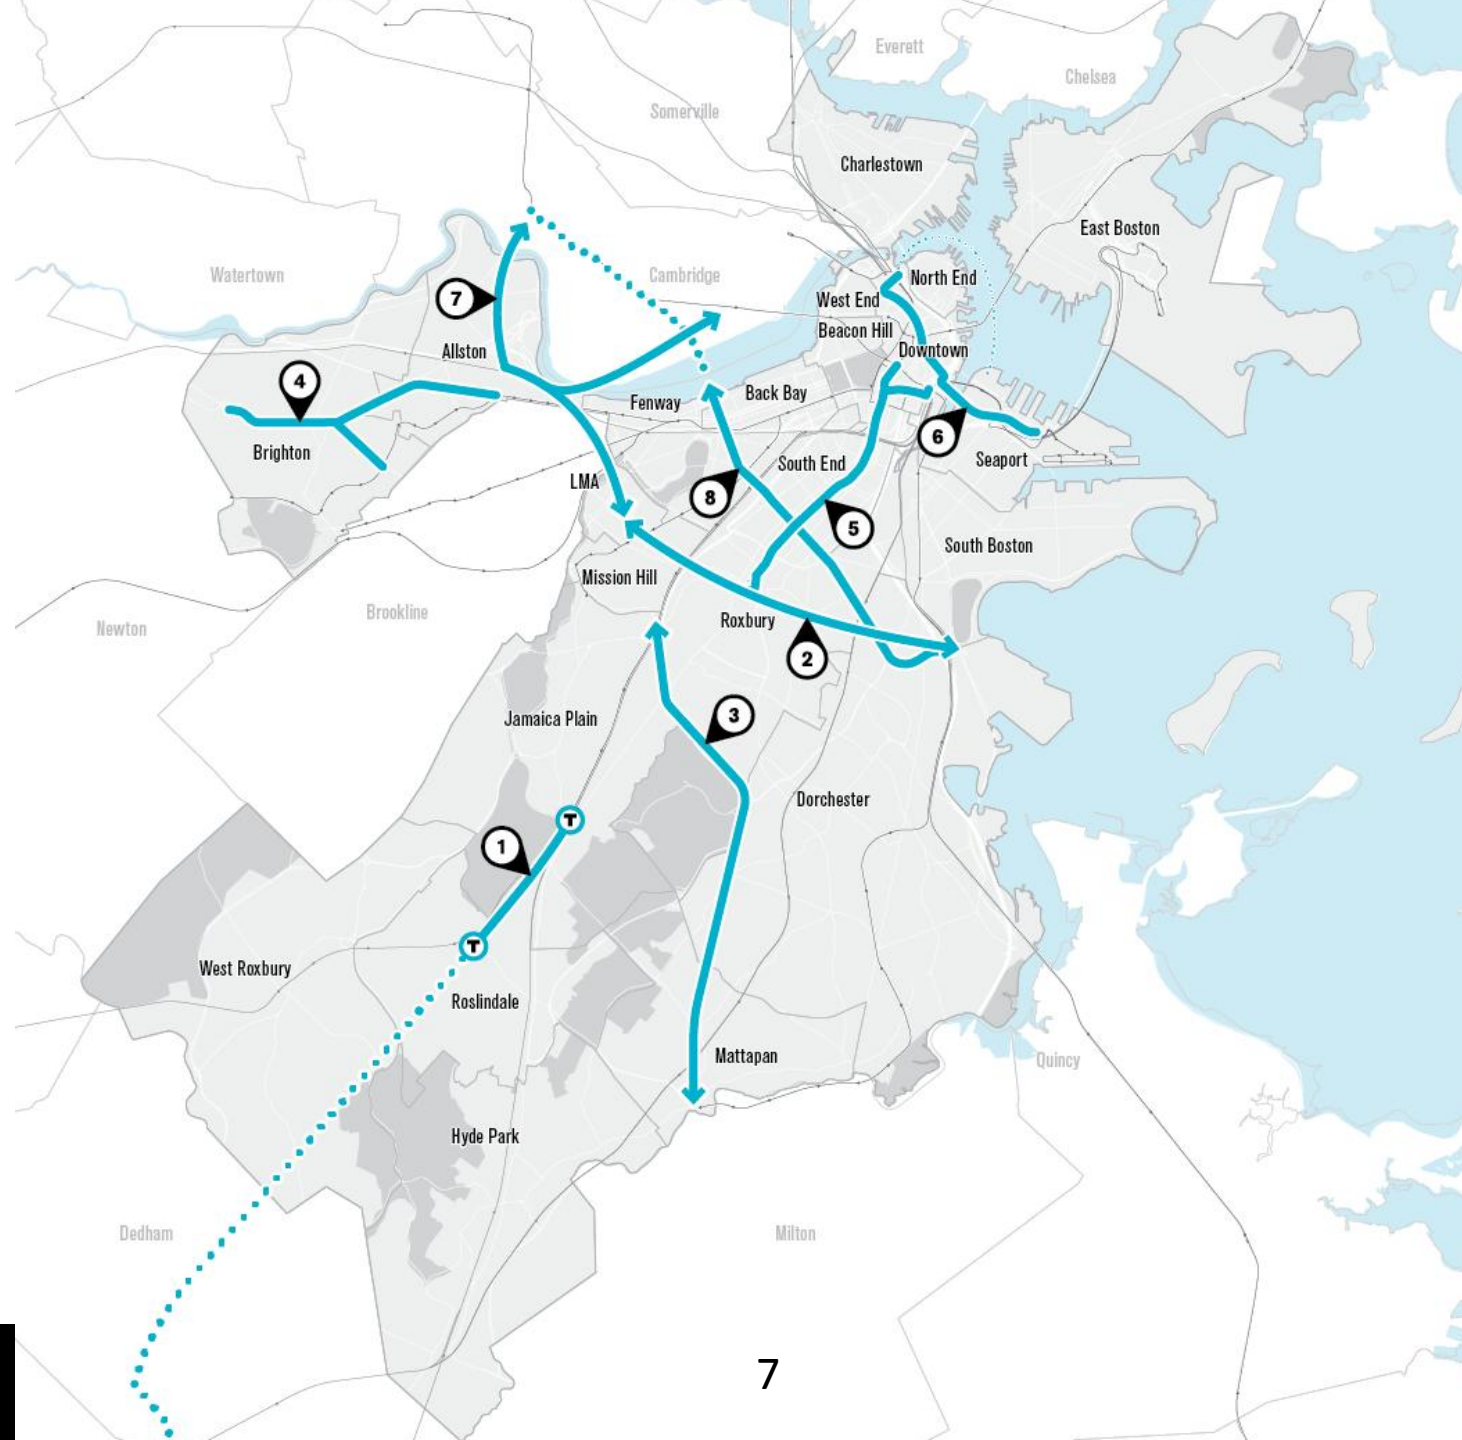 Everett
Chelsea
Somerville
Charlestown
East Boston
Watertown
Cambridge
North End
West End
7
Beacon Hill
Allston
Downtown
4
Back Bay
Fenway
6
Brighton
Seaport
South End
LMA
8
5
South Boston
Mission Hill
Brookline
Roxbury
Newton
2
3
Jamaica Plain
Dorchester
T
1
T
West Roxbury
Roslindale
Mattapan
Quincy
Hyde Park
Dedham
Milton
7